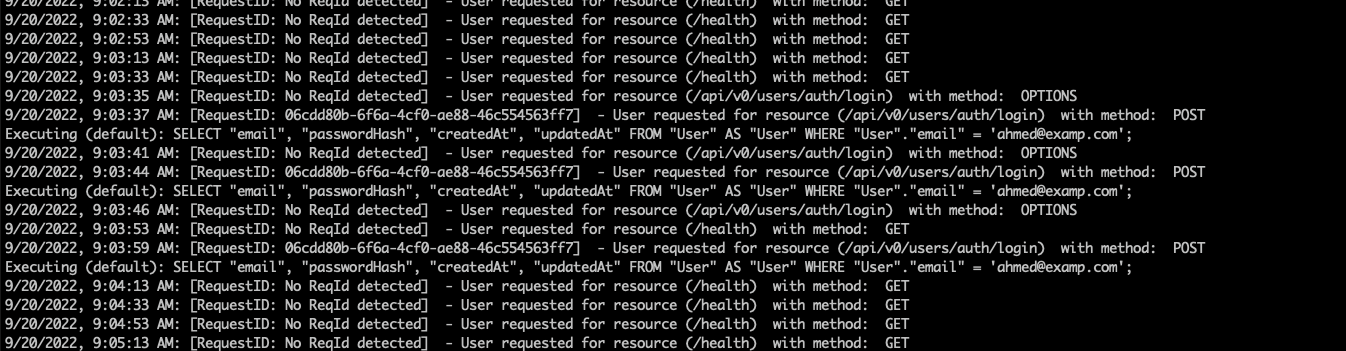 9/20/2022, 9:02:13 AM: [RequestID: No ReqId detected]  - User requested for resource (/health)  with method:  GET
9/20/2022, 9:02:33 AM: [RequestID: No ReqId detected]  - User requested for resource (/health)  with method:  GET
9/20/2022, 9:02:53 AM: [RequestID: No ReqId detected]  - User requested for resource (/health)  with method:  GET
9/20/2022, 9:03:13 AM: [RequestID: No ReqId detected]  - User requested for resource (/health)  with method:  GET
9/20/2022, 9:03:33 AM: [RequestID: No ReqId detected]  - User requested for resource (/health)  with method:  GET
9/20/2022, 9:03:35 AM: [RequestID: No ReqId detected]  - User requested for resource (/api/v0/users/auth/login)  with method:  OPTIONS
9/20/2022, 9:03:37 AM: [RequestID: 06cdd80b-6f6a-4cf0-ae88-46c554563ff7]  - User requested for resource (/api/v0/users/auth/login)  with method:  POST
Executing (default): SELECT "email", "passwordHash", "createdAt", "updatedAt" FROM "User" AS "User" WHERE "User"."email" = 'ahmed@examp.com';
9/20/2022, 9:03:41 AM: [RequestID: No ReqId detected]  - User requested for resource (/api/v0/users/auth/login)  with method:  OPTIONS
9/20/2022, 9:03:44 AM: [RequestID: 06cdd80b-6f6a-4cf0-ae88-46c554563ff7]  - User requested for resource (/api/v0/users/auth/login)  with method:  POST
Executing (default): SELECT "email", "passwordHash", "createdAt", "updatedAt" FROM "User" AS "User" WHERE "User"."email" = 'ahmed@examp.com';
9/20/2022, 9:03:46 AM: [RequestID: No ReqId detected]  - User requested for resource (/api/v0/users/auth/login)  with method:  OPTIONS
9/20/2022, 9:03:53 AM: [RequestID: No ReqId detected]  - User requested for resource (/health)  with method:  GET
9/20/2022, 9:03:59 AM: [RequestID: 06cdd80b-6f6a-4cf0-ae88-46c554563ff7]  - User requested for resource (/api/v0/users/auth/login)  with method:  POST
Executing (default): SELECT "email", "passwordHash", "createdAt", "updatedAt" FROM "User" AS "User" WHERE "User"."email" = 'ahmed@examp.com';
9/20/2022, 9:04:13 AM: [RequestID: No ReqId detected]  - User requested for resource (/health)  with method:  GET
9/20/2022, 9:04:33 AM: [RequestID: No ReqId detected]  - User requested for resource (/health)  with method:  GET
9/20/2022, 9:04:53 AM: [RequestID: No ReqId detected]  - User requested for resource (/health)  with method:  GET
9/20/2022, 9:05:13 AM: [RequestID: No ReqId detected]  - User requested for resource (/health)  with method:  GET